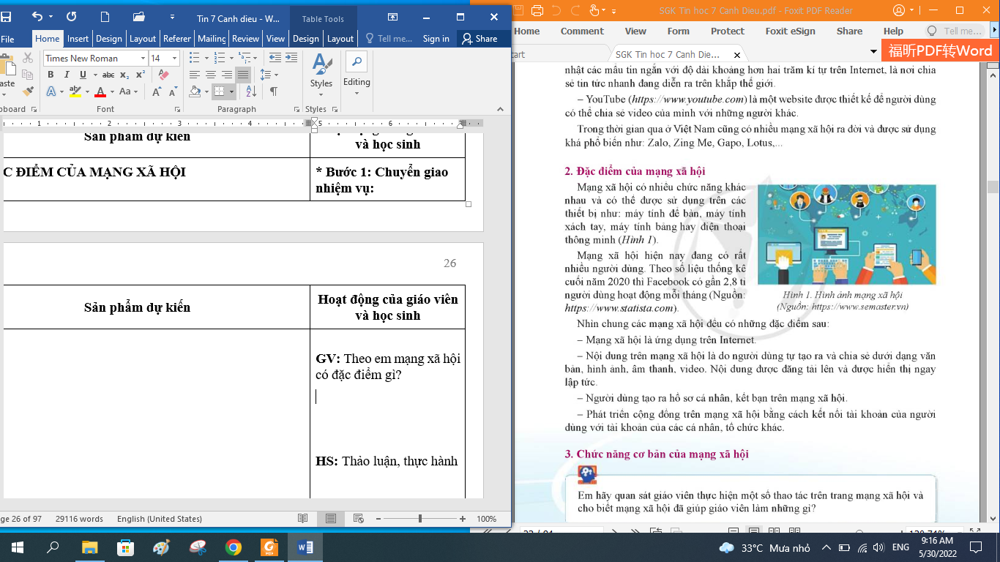 Tin 7 Canh dieu - W...
Table Tools
File
Home
Insert
Design
Layout
Referer
Mailing
Review
View
Design
Layout
Tell me...
Sign in
Share
Times New Roman
14
aste
B I U abc x₂ x²
A A Aa A A
board
Font
Paragraph
Styles
Styles
Editing
1 2 3 4 5 6
Sản phẩm dự kiến
và học sinh
C ĐIỂM CỦA MẠNG XÃ HỘI
* Bước 1: Chuyển giao
nhiệm vụ:
26
Sản phẩm dự kiến
Hoạt động của giáo viên
và học sinh
GV: Theo em mạng xã hội
có đặc điểm gì?
HS: Thảo luận, thực hành
ge 26 of 97
29116 words
English (United States)
100%
SGK Tin hoc 7 Canh Dieu.pdf - Foxit PDF Reader
Home
Comment
View
Form
Protect
Foxit eSign
Share
Help
Tell me...
tart
SGK Tin hoc 7 Canh Die...
福昕PDF转Word
nhật các mẩu tin ngắn với độ dài khoảng hơn hai trăm kí tự trên Internet, là nơi chia
sẻ tin tức nhanh đang diễn ra trên khắp thế giới.
– YouTube (https://www.youtube.com) là một website được thiết kế để người dùng
có thể chia sẻ video của mình với những người khác.
Trong thời gian qua ở Việt Nam cũng có nhiều mạng xã hội ra đời và được sử dụng
khá phổ biến như: Zalo, Zing Me, Gapo, Lotus,...
2. Đặc điểm của mạng xã hội
Mạng xã hội có nhiều chức năng khác
nhau và có thể được sử dụng trên các
thiết bị như: máy tính để bàn, máy tính
xách tay, máy tính bảng hay điện thoại
thông minh (Hình 1).
Mạng xã hội hiện nay đang có rất
nhiều người dùng. Theo số liệu thống kê
cuối năm 2020 thì Facebook có gần 2,8 tỉ
người dùng hoạt động mỗi tháng (Nguồn:
https://www.statista.com).
Hình 1. Hình ảnh mạng xã hội
(Nguồn: https://www.semaster.vn)
Nhìn chung các mạng xã hội đều có những đặc điểm sau:
– Mạng xã hội là ứng dụng trên Internet.
– Nội dung trên mạng xã hội là do người dùng tự tạo ra và chia sẻ dưới dạng văn
bản, hình ảnh, âm thanh, video. Nội dung được đăng tải lên và được hiển thị ngay
lập tức.
– Người dùng tạo ra hồ sơ cá nhân, kết bạn trên mạng xã hội.
– Phát triển cộng đồng trên mạng xã hội bằng cách kết nối tài khoản của người
dùng với tài khoản của các cá nhân, tổ chức khác.
3. Chức năng cơ bản của mạng xã hội
Em hãy quan sát giáo viên thực hiện một số thao tác trên trang mạng xã hội và
cho biết mạng xã hội đã giúp giáo viên làm những gì?
33°C Mưa nhỏ
ENG
9:16 AM
5/30/2022